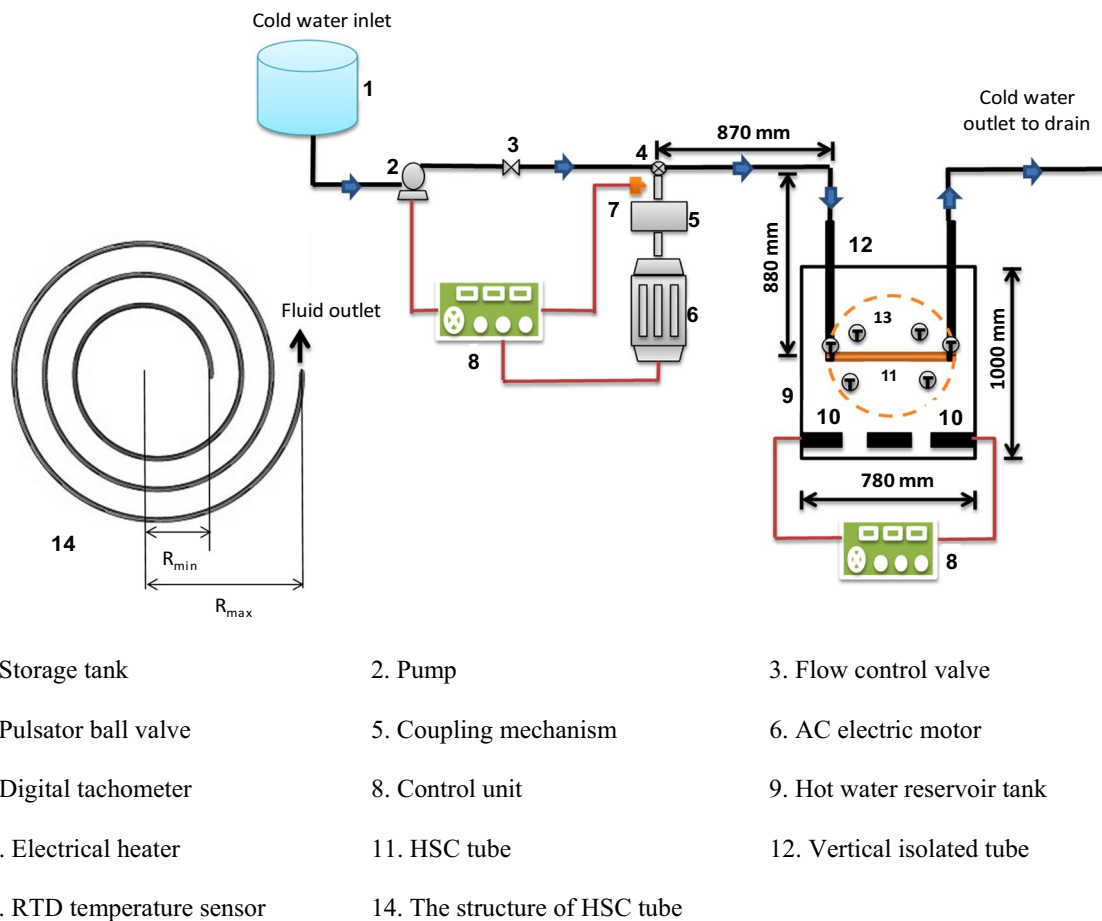 Cold water inlet
1
2
3
4
870 mm
Cold water
outlet to drain
7
5
12
880 mm
6
8
13
T
T
T
T
11
T
T
1000 mm
9
10
10
780 mm
8
Fluid outlet
14
Rmin
Rmax
Storage tank
2. Pump
3. Flow control valve
Pulsator ball valve
5. Coupling mechanism
6. AC electric motor
Digital tachometer
8. Control unit
9. Hot water reservoir tank
. Electrical heater
11. HSC tube
12. Vertical isolated tube
. RTD temperature sensor
14. The structure of HSC tube